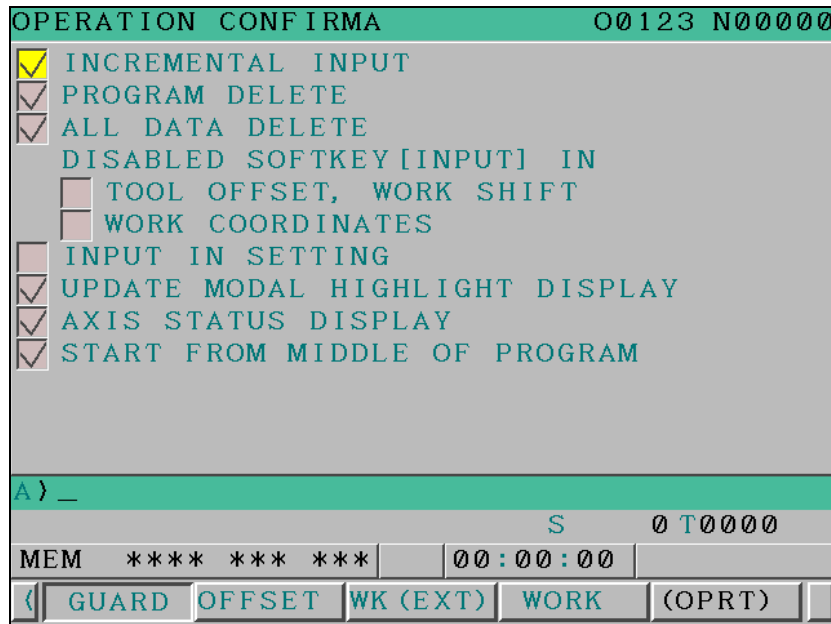 OPERATION CONFIRMA O0123 N00000
INCREMENTAL INPUT
PROGRAM DELETE
ALL DATA DELETE
DISABLED SOFTKEY[INPUT] IN
TOOL OFFSET, WORK SHIFT
WORK COORDINATES
INPUT IN SETTING
UPDATE MODAL HIGHLIGHT DISPLAY
AXIS STATUS DISPLAY
START FROM MIDDLE OF PROGRAM
A)_
S 0 T0000
MEM **** *** *** 00:00:00
( GUARD OFFSET WK(EXT) WORK (OPRT)